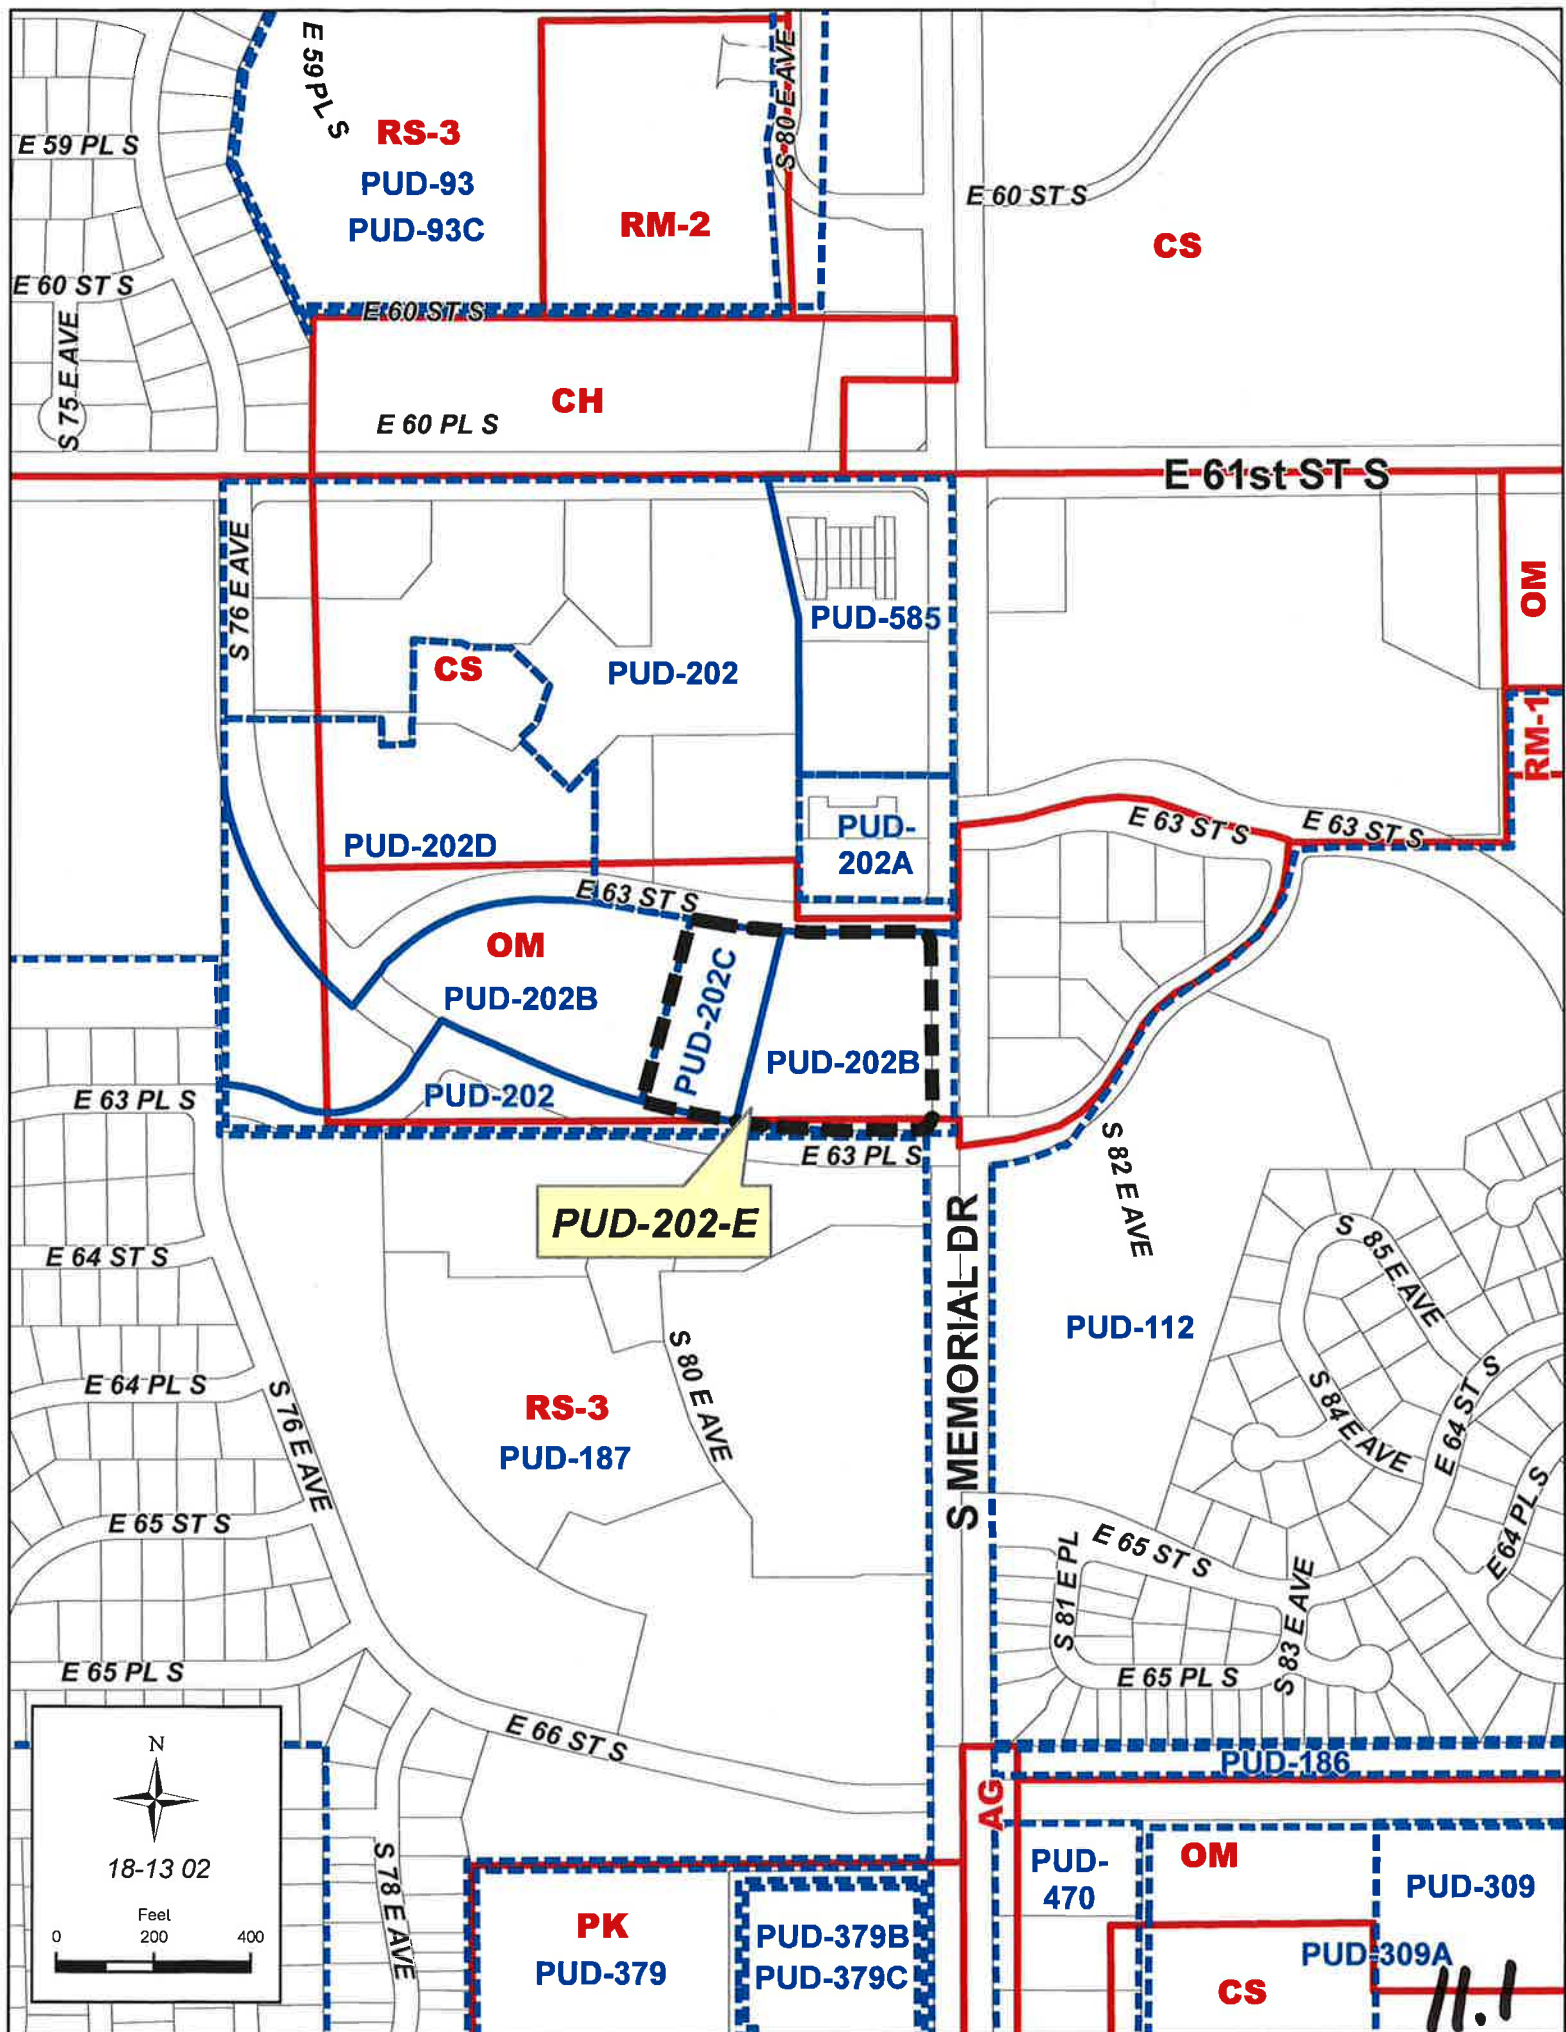 E 59 PL S
RS-3
PUD-93
PUD-93C
RM-2
S 80 E AVE
E 59 PL S
E 60 ST S
CS
E 60 ST S
E 60 ST S
S 75 E AVE
CH
E 60 PL S
E 61st ST S
S 76 E AVE
PUD-585
OM
CS
PUD-202
RM-1
PUD-202D
PUD-
202A
E 63 ST S
E 63 ST S
E 63 ST S
OM
PUD-202B
PUD-202C
PUD-202B
E 63 PL S
PUD-202
E 63 PL S
S 82 E AVE
PUD-202-E
S MEMORIAL DR
E 64 ST S
S 85 E AVE
PUD-112
S 80 E AVE
E 64 PL S
S 76 E AVE
RS-3
PUD-187
S 84 E AVE
E 64 ST S
E 64 PL S
E 65 ST S
E 65 ST S
S 81 E PL
S 83 E AVE
E 65 PL S
E 65 PL S
E 66 ST S
N
18-13 02
Feet
0 200 400
S 78 E AVE
PUD-186
AG
PUD-
470
OM
PUD-309
PK
PUD-379
PUD-379B
PUD-379C
PUD-309A
CS
11.1